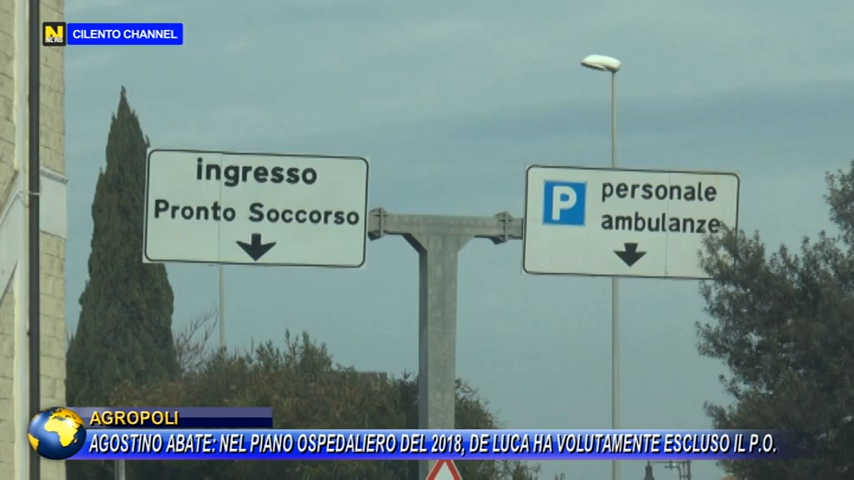 CILENTO CHANNEL
ingresso
Pronto Soccorso
P
personale
ambulanze
AGROPOLI
AGOSTINO ABATE: NEL PIANO OSPEDALIERO DEL 2018, DE LUCA HA VOLUTAMENTE ESCLUSO IL P.O.